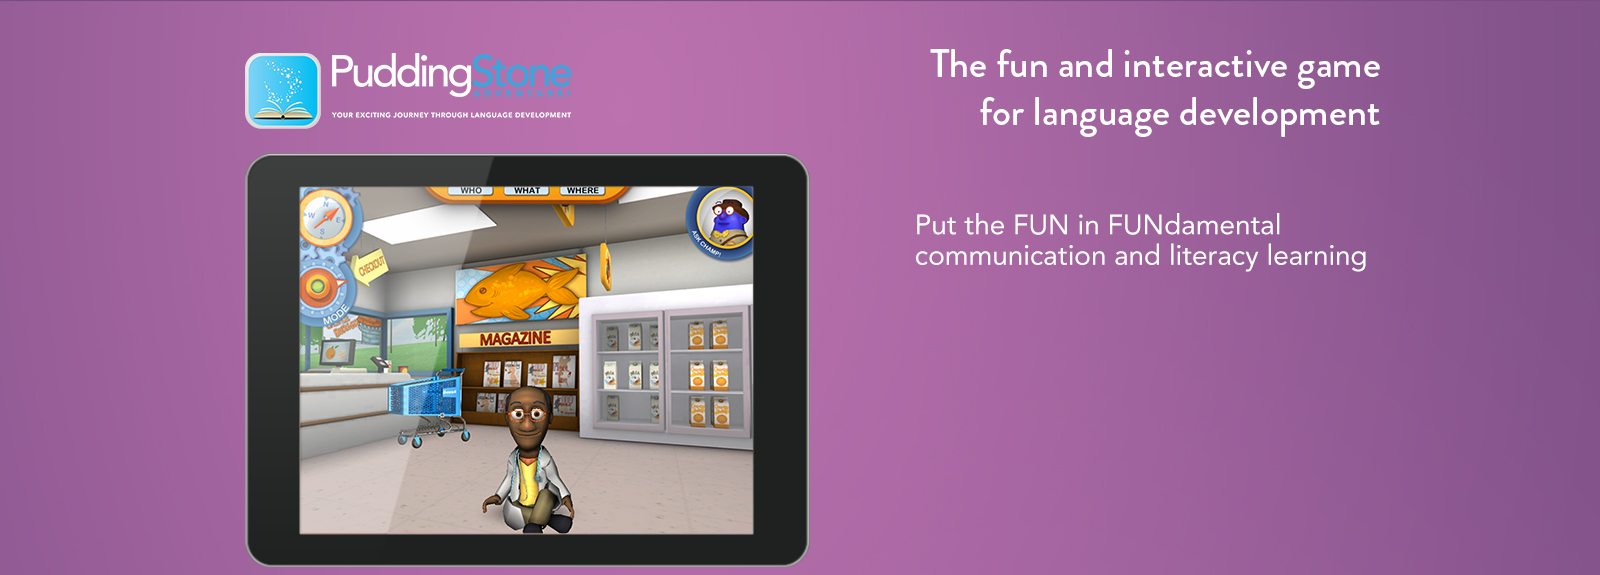 PuddingStone
ADVENTURE!
YOUR EXCITING JOURNEY THROUGH LANGUAGE DEVELOPMENT
The fun and interactive game
for language development
Put the FUN in FUNdamental
communication and literacy learning
WHO WHAT WHERE
N
W E
S
ASK CHAMP!
CHECKOUT
MODE
MAGAZINE